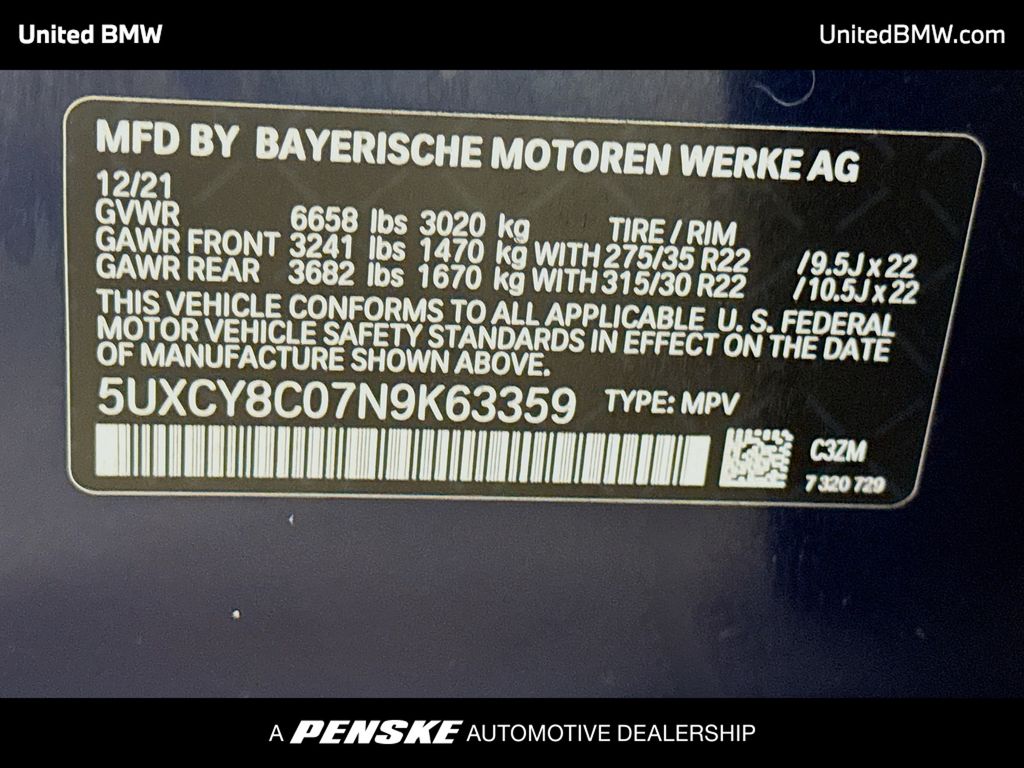 United BMW
UnitedBMW.com
MFD BY BAYERISCHE MOTOREN WERKE AG
12/21
GVWR 6658 lbs 3020 kg TIRE / RIM
GAWR FRONT 3241 lbs 1470 kg WITH 275/35 R22 /9.5J x 22
GAWR REAR 3682 lbs 1670 kg WITH 315/30 R22 /10.5J x 22
THIS VEHICLE CONFORMS TO ALL APPLICABLE U. S. FEDERAL
MOTOR VEHICLE SAFETY STANDARDS IN EFFECT ON THE DATE
OF MANUFACTURE SHOWN ABOVE.
5UXCY8C07N9K63359 TYPE: MPV
C3ZM
7 320 729
A PENSKE AUTOMOTIVE DEALERSHIP